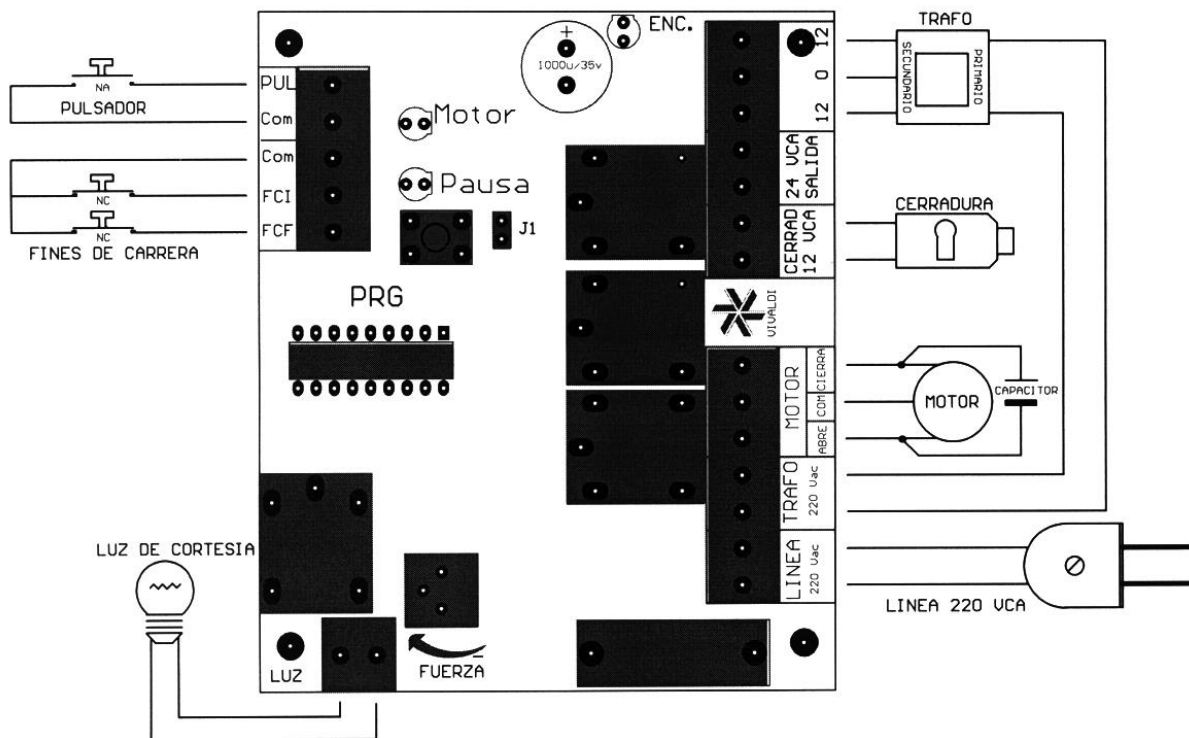 ENC.
+
1000u/35v
TRAFO
SECUNDARIO
PRIMARIO
12
0
12
NA
PULSADOR
PUL
Com
Com
FCI
FCF
NC
NC
FINES DE CARRERA
Motor
Pausa
J1
PRG
24 VCA
SALIDA
CERRAD
12 VCA
CERRADURA
VIVALDI
MOTOR
CIERRA
COM
ABRE
MOTOR
CAPACITOR
TRAFO
220 Vac
LINEA
220 Vac
LINEA 220 VCA
LUZ DE CORTESIA
LUZ
FUERZA
-